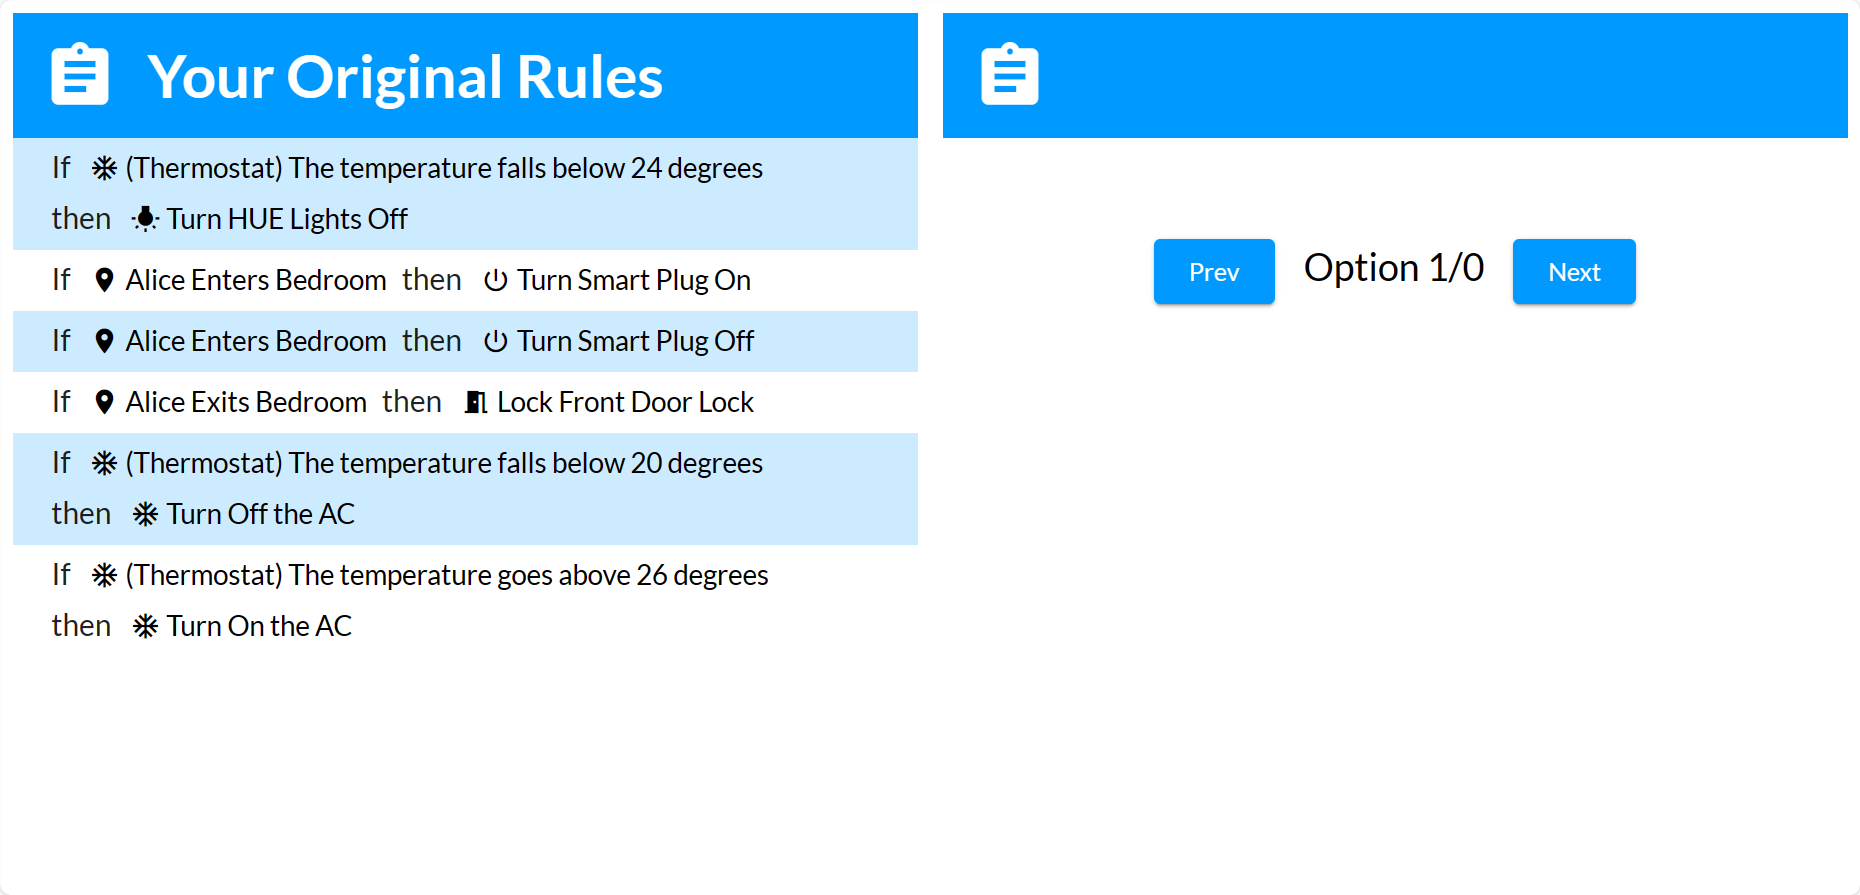 Your Original Rules
If (Thermostat) The temperature falls below 24 degrees
then Turn HUE Lights Off
If Alice Enters Bedroom then Turn Smart Plug On
If Alice Enters Bedroom then Turn Smart Plug Off
If Alice Exits Bedroom then Lock Front Door Lock
If (Thermostat) The temperature falls below 20 degrees
then Turn Off the AC
If (Thermostat) The temperature goes above 26 degrees
then Turn On the AC
Prev Option 1/0 Next